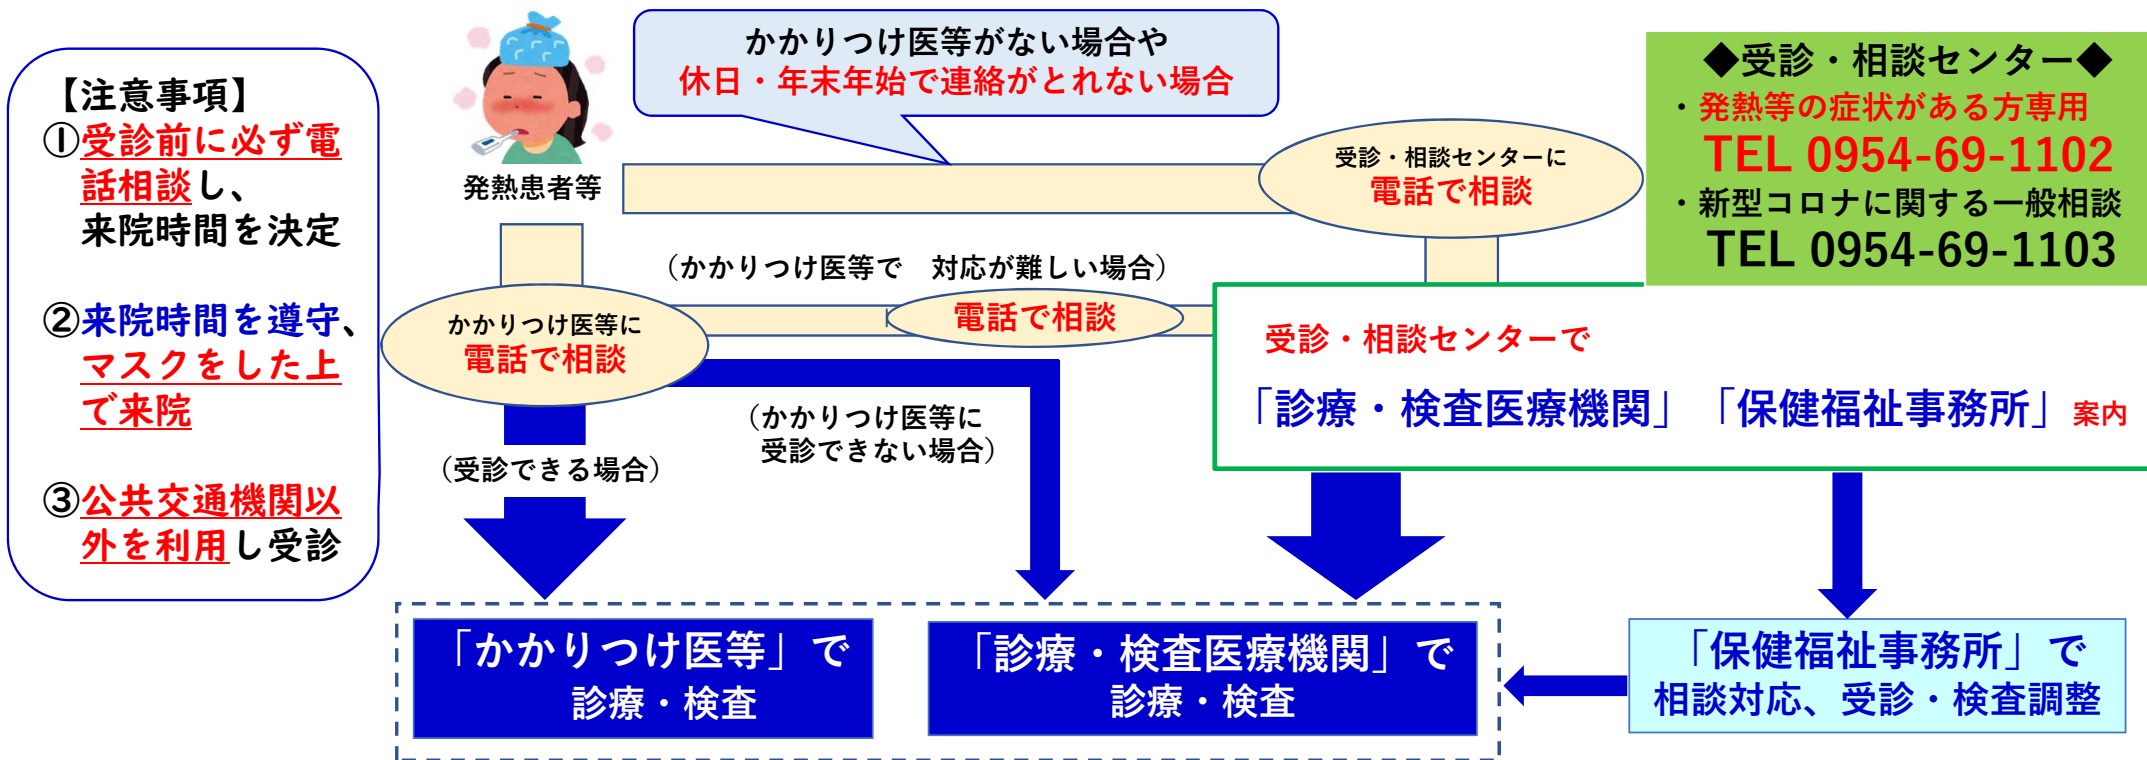 【注意事項】
①受診前に必ず電
話相談し、
来院時間を決定
②来院時間を遵守、
マスクをした上
で来院
③公共交通機関以
外を利用し受診
発熱患者等
かかりつけ医等がない場合や
休日・年末年始で連絡がとれない場合
受診・相談センターに
電話で相談
◆受診・相談センター◆
・発熱等の症状がある方専用
TEL 0954-69-1102
・新型コロナに関する一般相談
TEL 0954-69-1103
（かかりつけ医等で　対応が難しい場合）
かかりつけ医等に
電話で相談
電話で相談
受診・相談センターで
「診療・検査医療機関」「保健福祉事務所」案内
（かかりつけ医等に
受診できない場合）
（受診できる場合）
「かかりつけ医等」で
診療・検査
「診療・検査医療機関」で
診療・検査
「保健福祉事務所」で
相談対応、受診・検査調整